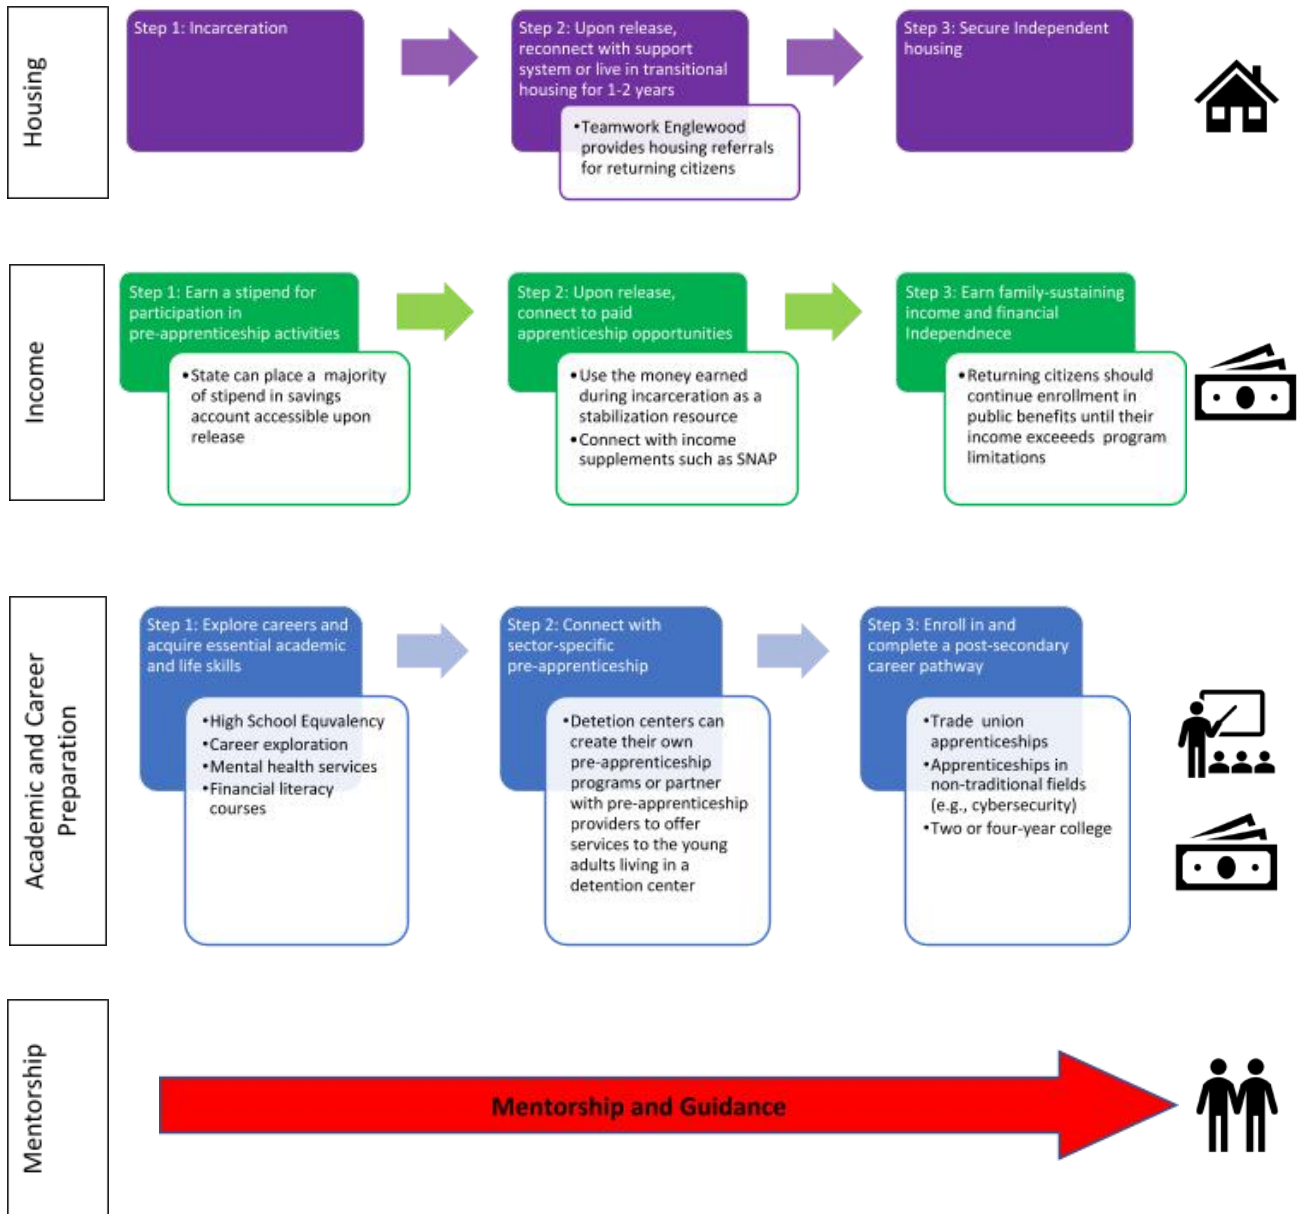 Housing
Step 1: Incarceration
Step 2: Upon release,
reconnect with support
system or live in transitional
housing for 1-2 years
•Teamwork Englewood
provides housing referrals
for returning citizens
Step 3: Secure Independent
housing
Income
Step 1: Earn a stipend for
participation in
pre-apprenticeship activities
•State can place a majority
of stipend in savings
account accessible upon
release
Step 2: Upon release,
connect to paid
apprenticeship opportunities
•Use the money earned
during incarceration as a
stabilization resource
•Connect with income
supplements such as SNAP
Step 3: Earn family-sustaining
income and financial
Independnece
•Returning citizens should
continue enrollment in
public benefits until their
income exceeeds program
limitations
Academic and Career
Preparation
Step 1: Explore careers and
acquire essential academic
and life skills
•High School Equvalency
•Career exploration
•Mental health services
•Financial literacy
courses
Step 2: Connect with
sector-specific
pre-apprenticeship
•Detetion centers can
create their own
pre-apprenticeship
programs or partner
with pre-apprenticeship
providers to offer
services to the young
adults living in a
detention center
Step 3: Enroll in and
complete a post-secondary
career pathway
•Trade union
apprenticeships
•Apprenticeships in
non-traditional fields
(e.g., cybersecurity)
•Two or four-year college
Mentorship
Mentorship and Guidance